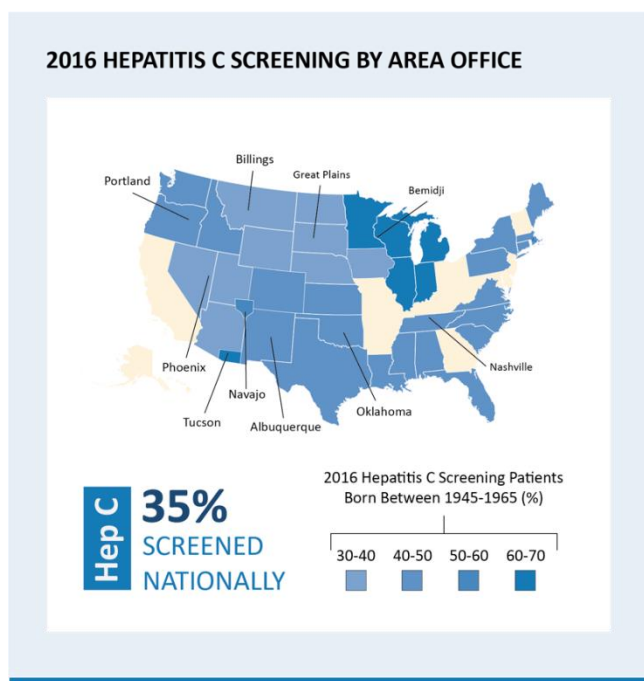 2016 HEPATITIS C SCREENING BY AREA OFFICE
Billings
Great Plains
Portland
Bemidji
Phoenix
Nashville
Navajo
Tucson
Albuquerque
Oklahoma
Hep C
35%
SCREENED
NATIONALLY
2016 Hepatitis C Screening Patients
Born Between 1945-1965 (%)
30-40 40-50 50-60 60-70